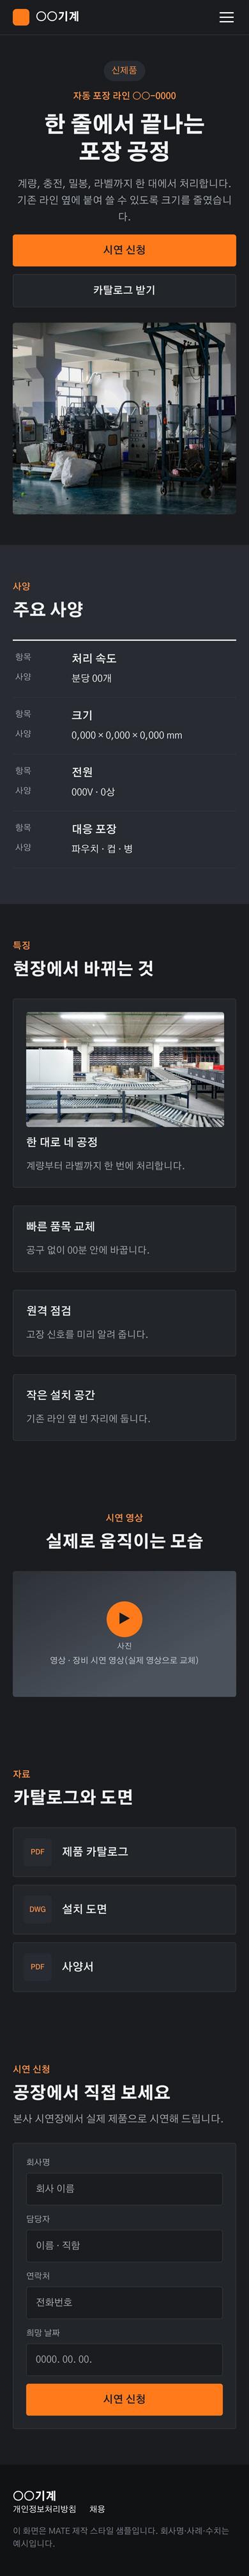 ○○기계
신제품
자동 포장 라인 ○○-0000
한 줄에서 끝나는
포장 공정
계량, 충전, 밀봉, 라벨까지 한 대에서 처리합니다.
기존 라인 옆에 붙여 쓸 수 있도록 크기를 줄였습니
다.
시연 신청
카탈로그 받기
사양
주요 사양
항목 처리 속도
사양 분당 00개
항목 크기
사양 0,000 × 0,000 × 0,000 mm
항목 전원
사양 000V · 0상
항목 대응 포장
사양 파우치 · 컵 · 병
특징
현장에서 바뀌는 것
한 대로 네 공정
계량부터 라벨까지 한 번에 처리합니다.
빠른 품목 교체
공구 없이 00분 안에 바꿉니다.
원격 점검
고장 신호를 미리 알려 줍니다.
작은 설치 공간
기존 라인 옆 빈 자리에 둡니다.
시연 영상
실제로 움직이는 모습
사진
영상 · 장비 시연 영상(실제 영상으로 교체)
자료
카탈로그와 도면
PDF 제품 카탈로그
DWG 설치 도면
PDF 사양서
시연 신청
공장에서 직접 보세요
본사 시연장에서 실제 제품으로 시연해 드립니다.
회사명
회사 이름
담당자
이름 · 직함
연락처
전화번호
희망 날짜
0000. 00. 00.
시연 신청
○○기계
개인정보처리방침 채용
이 화면은 MATE 제작 스타일 샘플입니다. 회사명·사례·수치는
예시입니다.